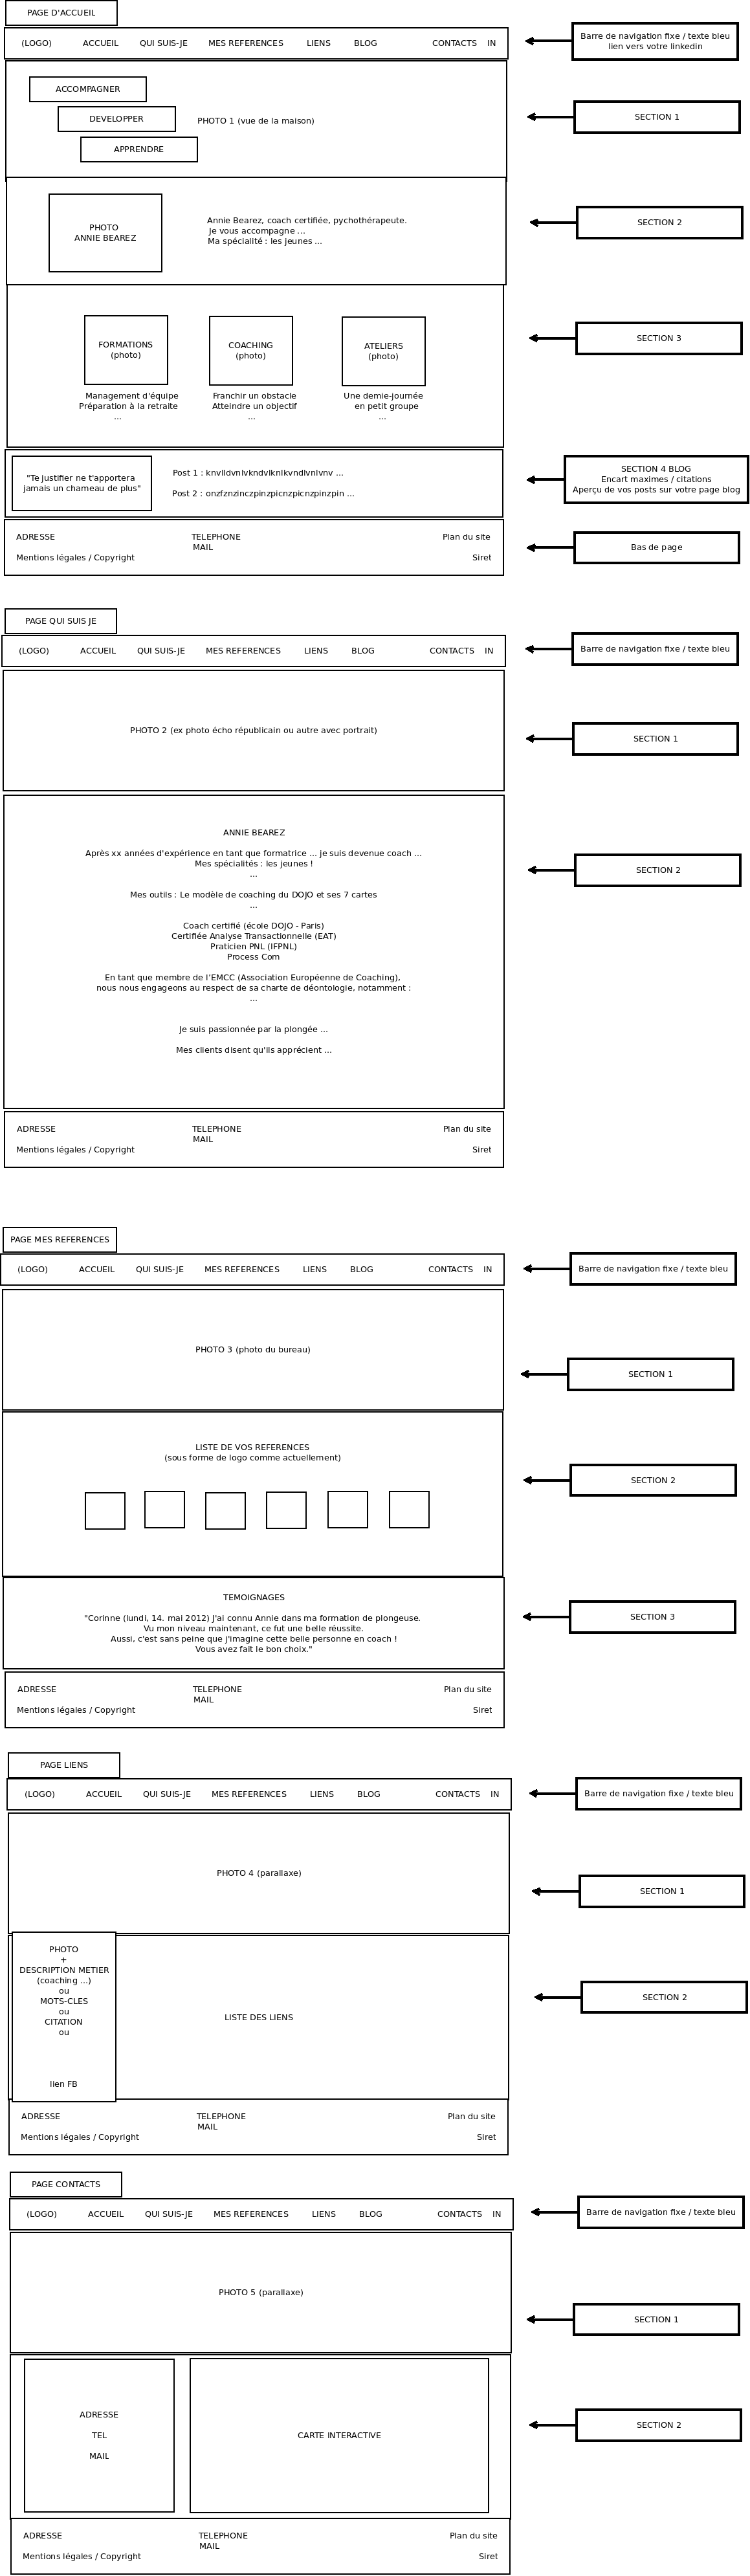 PAGE D'ACCUEIL
(LOGO) ACCUEIL QUI SUIS-JE MES REFERENCES LIENS BLOG CONTACTS IN
Barre de navigation fixe / texte bleu
lien vers votre linkedin
ACCOMPAGNER
DEVELOPPER
APPRENDRE
PHOTO 1 (vue de la maison)
SECTION 1
PHOTO
ANNIE BEAREZ
Annie Bearez, coach certifiée, pychothérapeute.
Je vous accompagne ...
Ma spécialité : les jeunes ...
SECTION 2
FORMATIONS
(photo)
COACHING
(photo)
ATELIERS
(photo)
Management d'équipe
Préparation à la retraite
...
Franchir un obstacle
Atteindre un objectif
...
Une demie-journée
en petit groupe
...
SECTION 3
"Te justifier ne t'apportera
jamais un chameau de plus"
Post 1 : knvlldvnlvkndvlknlkvndlvnlvnv ...
Post 2 : onzfznzinczpinzpicnzpicnzpinzpin ...
SECTION 4 BLOG
Encart maximes / citations
Aperçu de vos posts sur votre page blog
ADRESSE
Mentions légales / Copyright
TELEPHONE
MAIL
Plan du site
Siret
Bas de page
PAGE QUI SUIS JE
(LOGO) ACCUEIL QUI SUIS-JE MES REFERENCES LIENS BLOG CONTACTS IN
Barre de navigation fixe / texte bleu
PHOTO 2 (ex photo écho républicain ou autre avec portrait)
SECTION 1
ANNIE BEAREZ
Après xx années d'expérience en tant que formatrice ... je suis devenue coach ...
Mes spécialités : les jeunes !
...
Mes outils : Le modèle de coaching du DOJO et ses 7 cartes
...
Coach certifié (école DOJO - Paris)
Certifiée Analyse Transactionnelle (EAT)
Praticien PNL (IFPNL)
Process Com
En tant que membre de l'EMCC (Association Européenne de Coaching),
nous nous engageons au respect de sa charte de déontologie, notamment :
...
Je suis passionnée par la plongée ...
Mes clients disent qu'ils apprécient ...
SECTION 2
ADRESSE
Mentions légales / Copyright
TELEPHONE
MAIL
Plan du site
Siret
PAGE MES REFERENCES
(LOGO) ACCUEIL QUI SUIS-JE MES REFERENCES LIENS BLOG CONTACTS IN
Barre de navigation fixe / texte bleu
PHOTO 3 (photo du bureau)
SECTION 1
LISTE DE VOS REFERENCES
(sous forme de logo comme actuellement)
SECTION 2
TEMOIGNAGES
"Corinne (lundi, 14. mai 2012) J'ai connu Annie dans ma formation de plongeuse.
Vu mon niveau maintenant, ce fut une belle réussite.
Aussi, c'est sans peine que j'imagine cette belle personne en coach !
Vous avez fait le bon choix."
SECTION 3
ADRESSE
Mentions légales / Copyright
TELEPHONE
MAIL
Plan du site
Siret
PAGE LIENS
(LOGO) ACCUEIL QUI SUIS-JE MES REFERENCES LIENS BLOG CONTACTS IN
Barre de navigation fixe / texte bleu
PHOTO 4 (parallaxe)
SECTION 1
PHOTO
+
DESCRIPTION METIER
(coaching ...)
ou
MOTS-CLES
ou
CITATION
ou
lien FB
LISTE DES LIENS
SECTION 2
ADRESSE
Mentions légales / Copyright
TELEPHONE
MAIL
Plan du site
Siret
PAGE CONTACTS
(LOGO) ACCUEIL QUI SUIS-JE MES REFERENCES LIENS BLOG CONTACTS IN
Barre de navigation fixe / texte bleu
PHOTO 5 (parallaxe)
SECTION 1
ADRESSE
TEL
MAIL
CARTE INTERACTIVE
SECTION 2
ADRESSE
Mentions légales / Copyright
TELEPHONE
MAIL
Plan du site
Siret